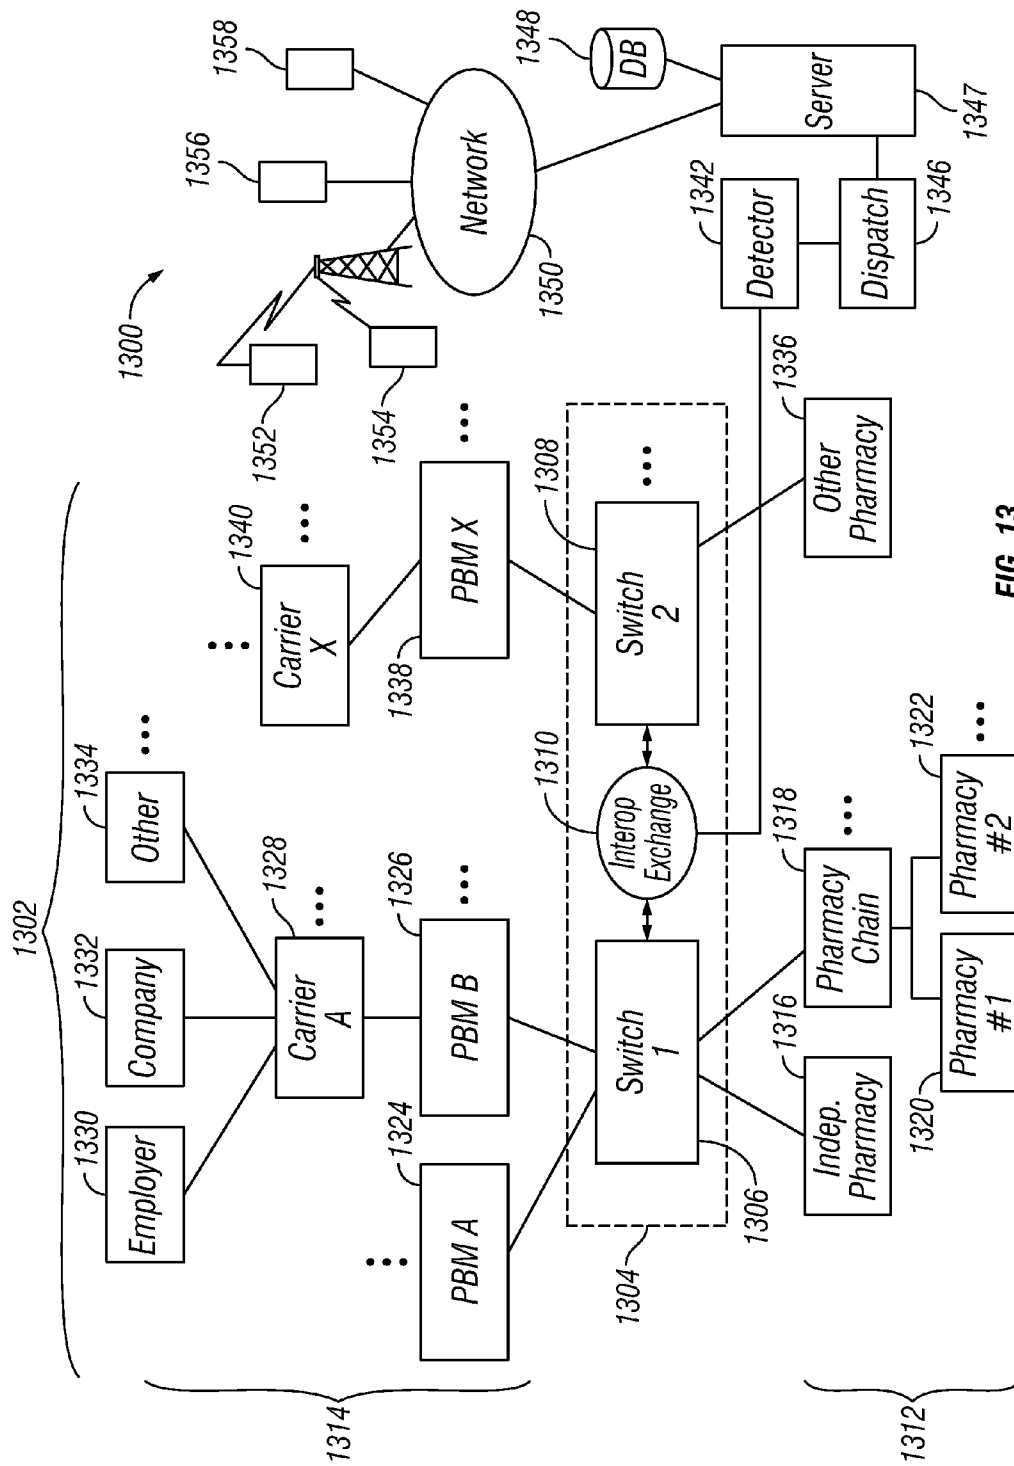 1302
1300
1330
Employer
1332
Company
1334
Other
...
1314
1328
Carrier
A
...
1340
Carrier
X
...
...
1352
1354
1356
1358
...
1324
PBM A
1326
PBM B
...
1338
PBM X
...
Network
1350
1304
1306
Switch
1
1310
Interop
Exchange
1308
Switch
2
...
1348
DB
1342
Detector
Server
1347
Dispatch
1346
1312
1316
Indep.
Pharmacy
1318
Pharmacy
Chain
...
1336
Other
Pharmacy
1320
Pharmacy
#1
1322
Pharmacy
#2
...
FIG. 13